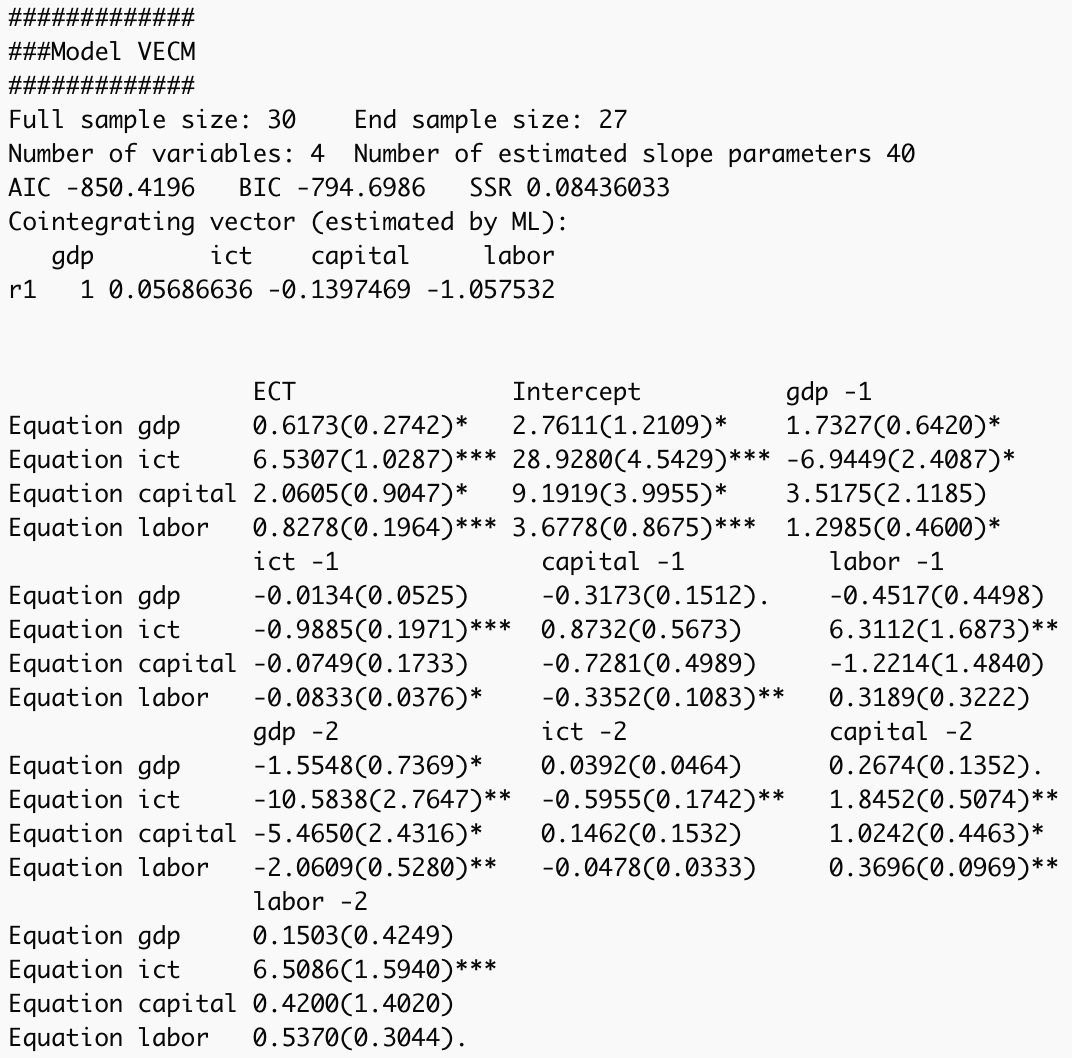 #############
###Model VECM
#############
Full sample size: 30    End sample size: 27
Number of variables: 4  Number of estimated slope parameters 40
AIC -850.4196   BIC -794.6986   SSR 0.08436033
Cointegrating vector (estimated by ML):
   gdp        ict    capital     labor
r1   1 0.05686636 -0.1397469 -1.057532
                 ECT               Intercept          gdp -1
Equation gdp     0.6173(0.2742)*   2.7611(1.2109)*    1.7327(0.6420)*
Equation ict     6.5307(1.0287)*** 28.9280(4.5429)*** -6.9449(2.4087)*
Equation capital 2.0605(0.9047)*   9.1919(3.9955)*    3.5175(2.1185)
Equation labor   0.8278(0.1964)*** 3.6778(0.8675)***  1.2985(0.4600)*
                 ict -1              capital -1          labor -1
Equation gdp     -0.0134(0.0525)     -0.3173(0.1512).    -0.4517(0.4498)
Equation ict     -0.9885(0.1971)***  0.8732(0.5673)      6.3112(1.6873)**
Equation capital -0.0749(0.1733)     -0.7281(0.4989)     -1.2214(1.4840)
Equation labor   -0.0833(0.0376)*    -0.3352(0.1083)**   0.3189(0.3222)
                 gdp -2              ict -2              capital -2
Equation gdp     -1.5548(0.7369)*    0.0392(0.0464)      0.2674(0.1352).
Equation ict     -10.5838(2.7647)**  -0.5955(0.1742)**   1.8452(0.5074)**
Equation capital -5.4650(2.4316)*    0.1462(0.1532)      1.0242(0.4463)*
Equation labor   -2.0609(0.5280)**   -0.0478(0.0333)     0.3696(0.0969)**
                 labor -2
Equation gdp     0.1503(0.4249)
Equation ict     6.5086(1.5940)***
Equation capital 0.4200(1.4020)
Equation labor   0.5370(0.3044).